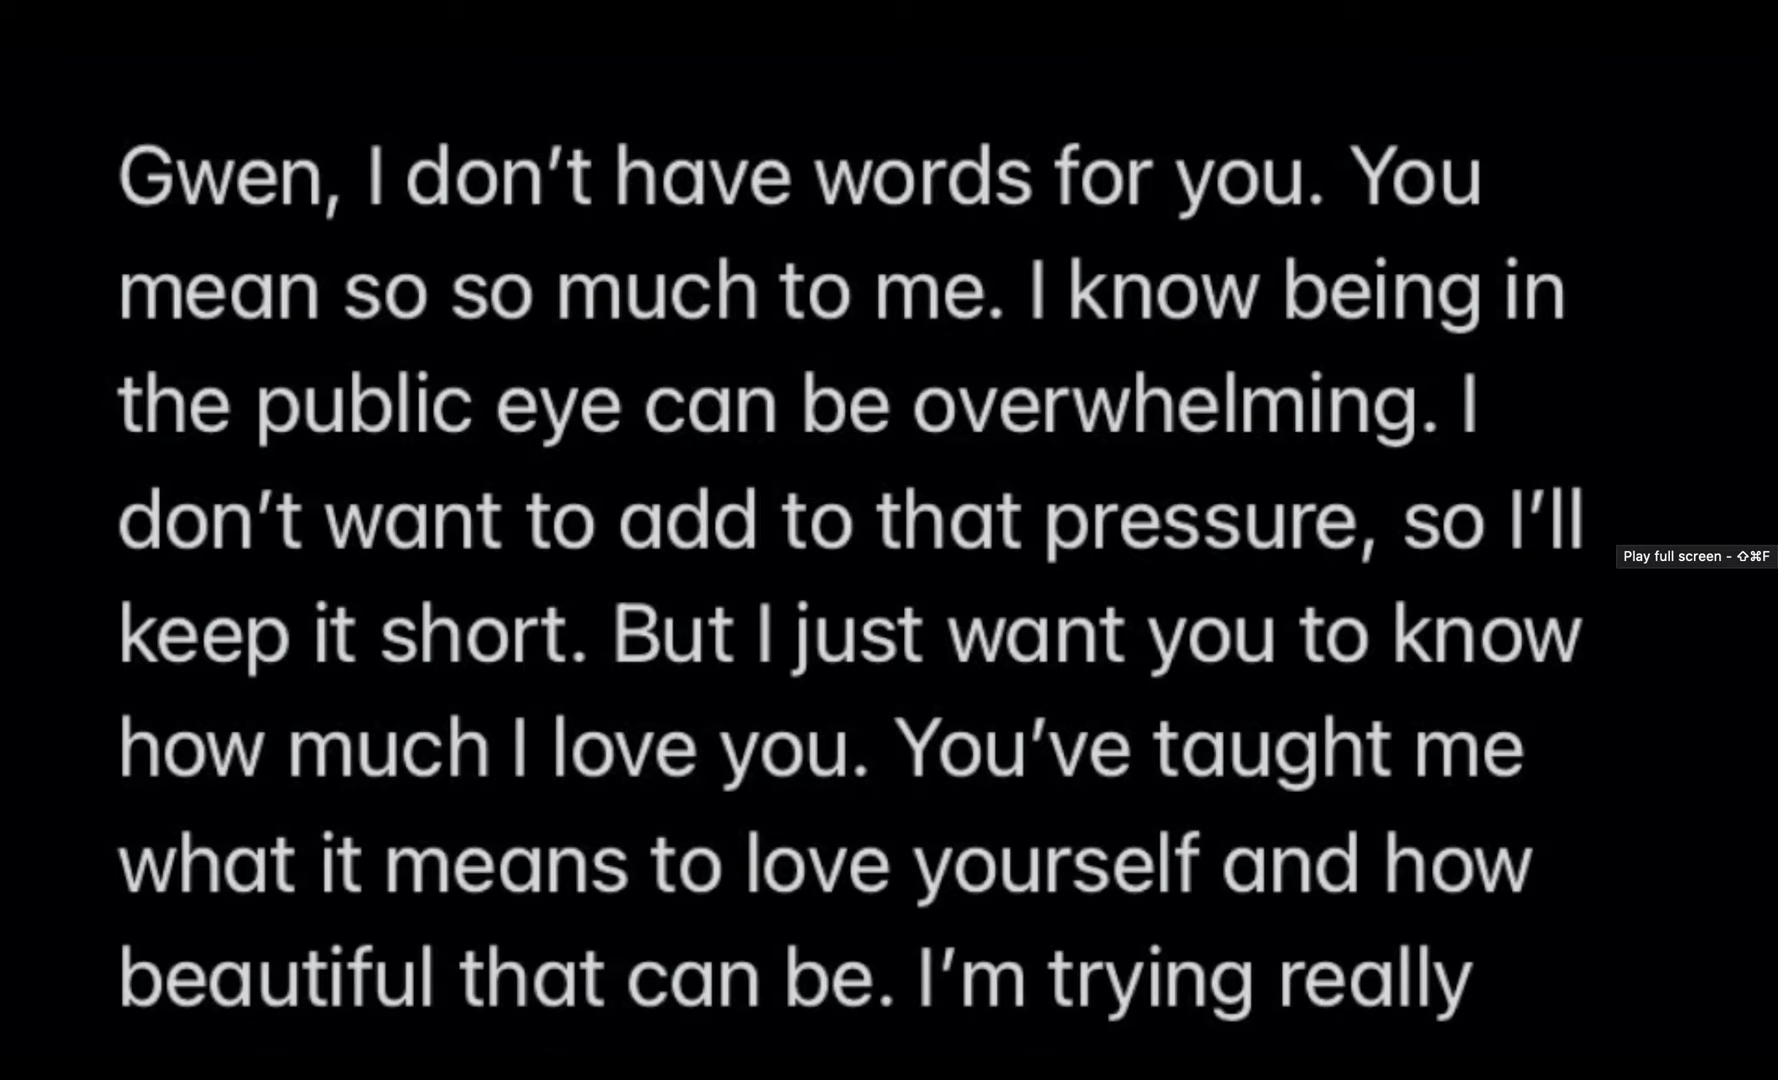 Gwen, I don’t have words for you. You
mean so so much to me. I know being in
the public eye can be overwhelming. I
don’t want to add to that pressure, so I’ll
Play full screen - ⇧⌘F
keep it short. But I just want you to know
how much I love you. You’ve taught me
what it means to love yourself and how
beautiful that can be. I’m trying really